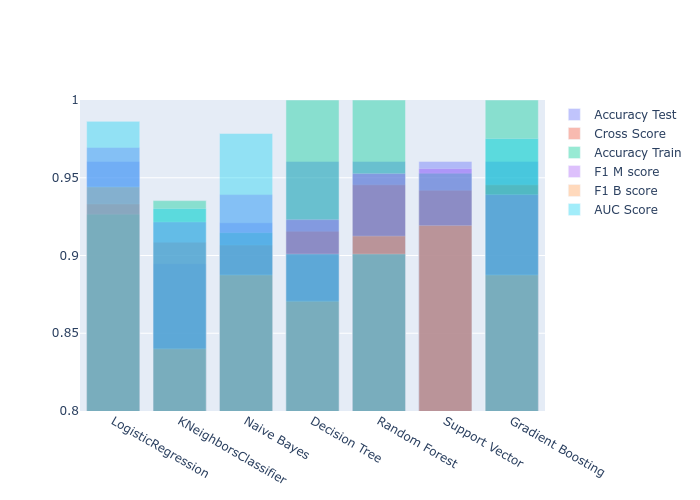 1
0.95
0.9
0.85
0.8
LogisticRegression
KNeighborsClassifier
Naive Bayes
Decision Tree
Random Forest
Support Vector
Gradient Boosting
Accuracy Test
Cross Score
Accuracy Train
F1 M score
F1 B score
AUC Score